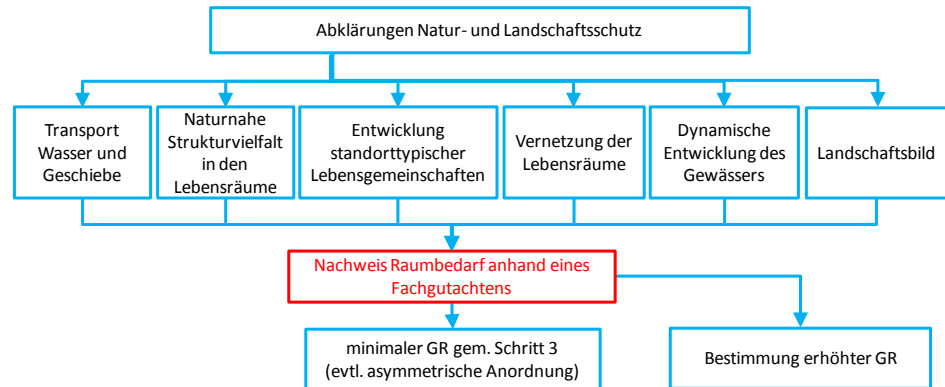 Abklärungen Natur- und Landschaftsschutz
Transport
Wasser und
Geschiebe
Naturnahe
Strukturvielfalt
in den
Lebensräume
Entwicklung
standorttypischer
Lebensgemeinschaften
Vernetzung der
Lebensräume
Dynamische
Entwicklung des
Gewässers
Landschaftsbild
Nachweis Raumbedarf anhand eines
Fachgutachtens
minimaler GR gem. Schritt 3
(evtl. asymmetrische Anordnung)
Bestimmung erhöhter GR